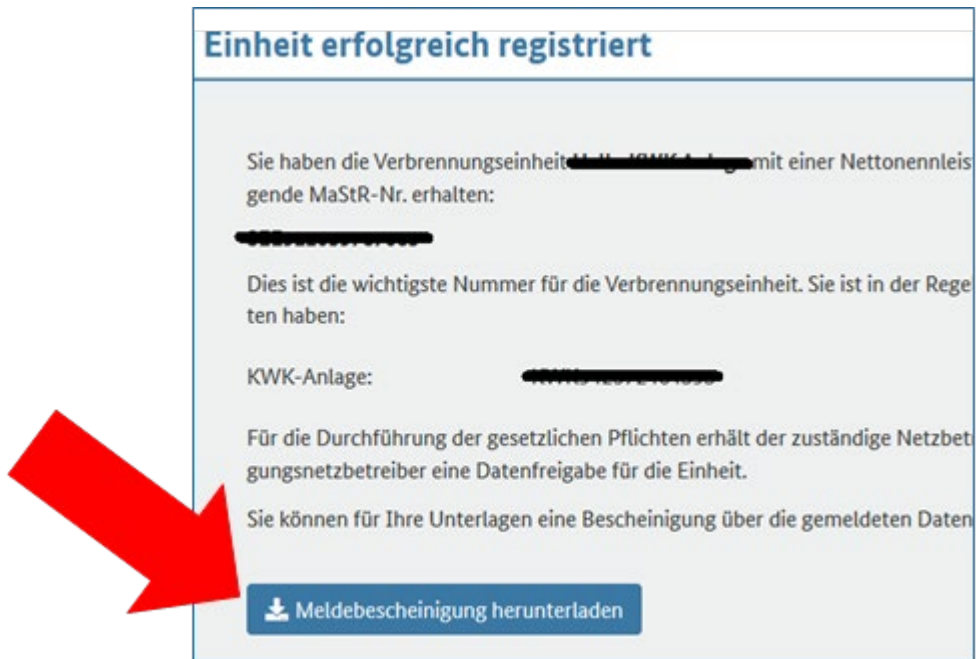 Einheit erfolgreich registriert
Sie haben die Verbrennungseinheit mit einer Nettonennleis
gende MaStR-Nr. erhalten:
Dies ist die wichtigste Nummer für die Verbrennungseinheit. Sie ist in der Rege
ten haben:
KWK-Anlage:
Für die Durchführung der gesetzlichen Pflichten erhält der zuständige Netzbet
gungsnetzbetreiber eine Datenfreigabe für die Einheit.
Sie können für Ihre Unterlagen eine Bescheinigung über die gemeldeten Daten
Meldebescheinigung herunterladen